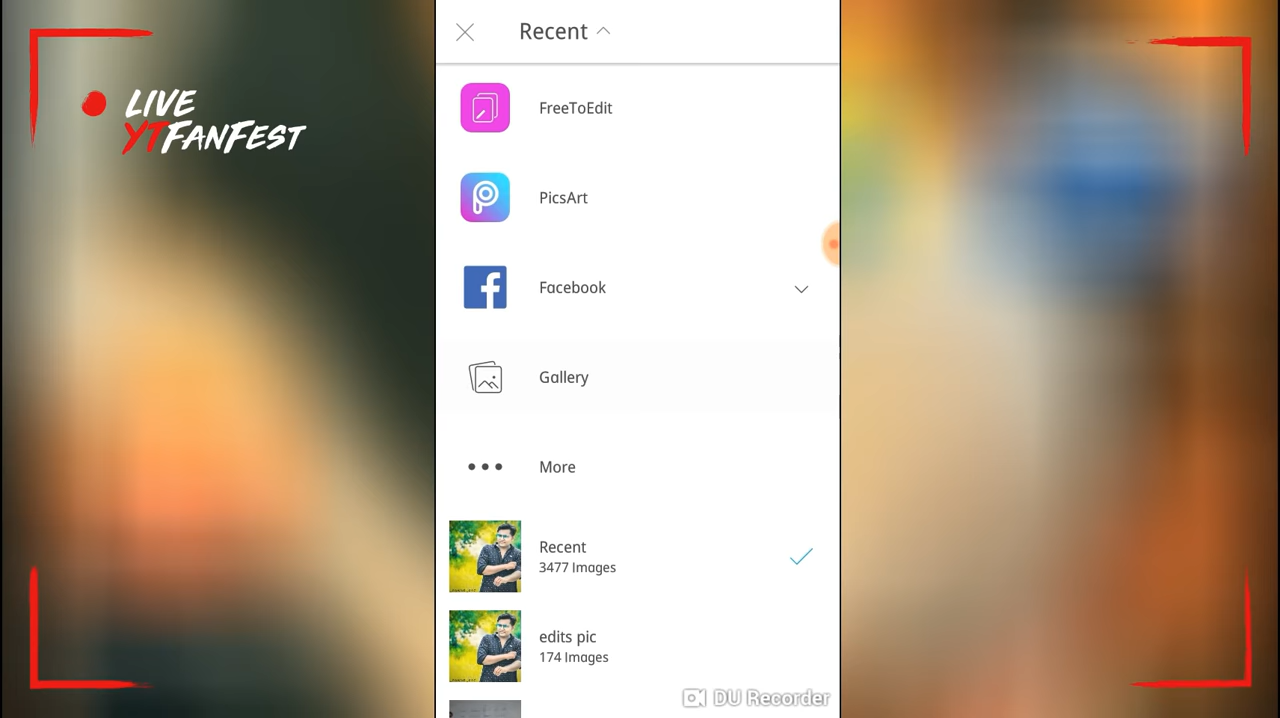 Recent
LIVE
YTFANFEST
FreeToEdit
PicsArt
Facebook
Gallery
More
Recent
3477 Images
edits pic
174 Images
DU Recorder